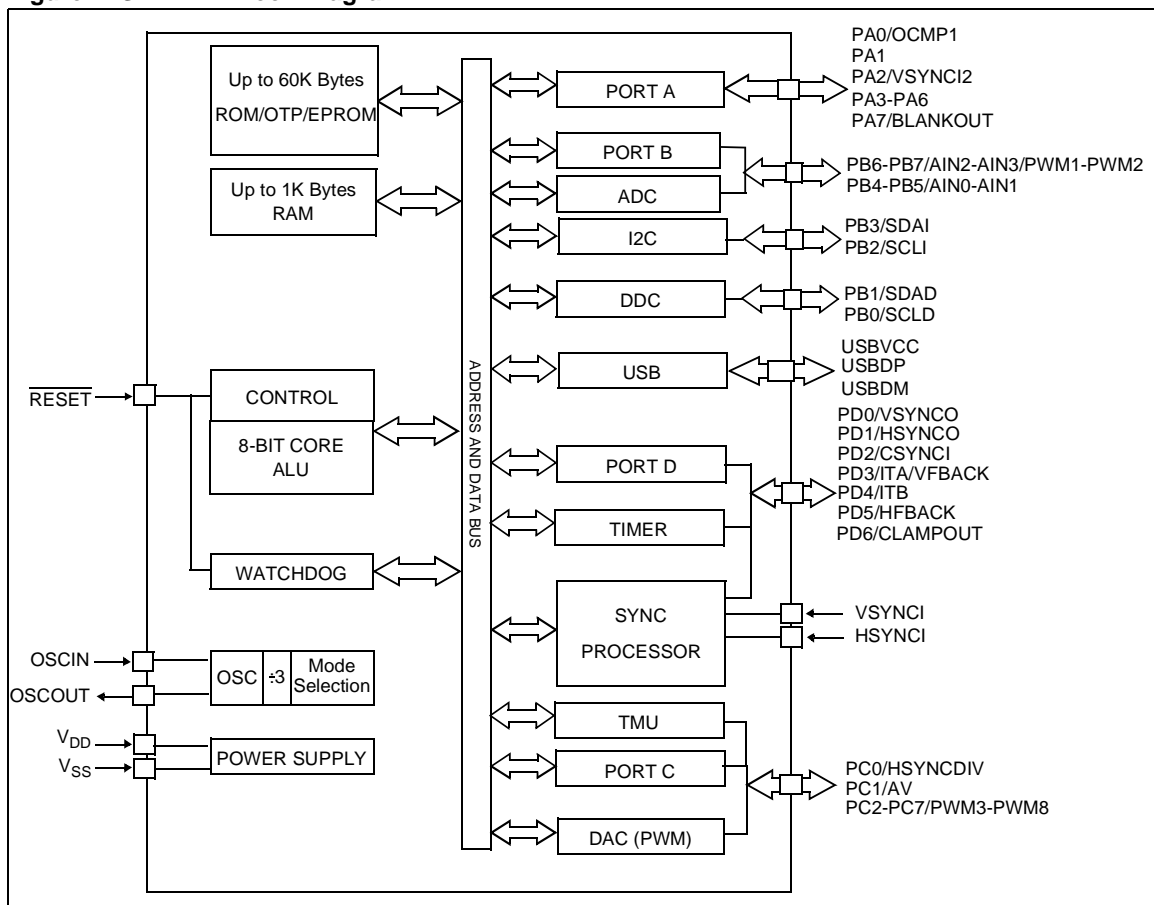 Up to 60K Bytes
ROM/OTP/EPROM
Up to 1K Bytes
RAM
RESET
CONTROL
8-BIT CORE
ALU
WATCHDOG
OSCIN
OSCOUT
OSC
÷3
Mode
Selection
VDD
VSS
POWER SUPPLY
ADDRESS AND DATA BUS
PORT A
PORT B
ADC
I2C
DDC
USB
PORT D
TIMER
SYNC
PROCESSOR
TMU
PORT C
DAC (PWM)
PA0/OCMP1
PA1
PA2/VSYNCI2
PA3-PA6
PA7/BLANKOUT
PB6-PB7/AIN2-AIN3/PWM1-PWM2
PB4-PB5/AIN0-AIN1
PB3/SDAI
PB2/SCLI
PB1/SDAD
PB0/SCLD
USBVCC
USBDP
USBDM
PD0/VSYNCO
PD1/HSYNCO
PD2/CSYNCI
PD3/ITA/VFBACK
PD4/ITB
PD5/HFBACK
PD6/CLAMPOUT
VSYNCI
HSYNCI
PC0/HSYNCDIV
PC1/AV
PC2-PC7/PWM3-PWM8